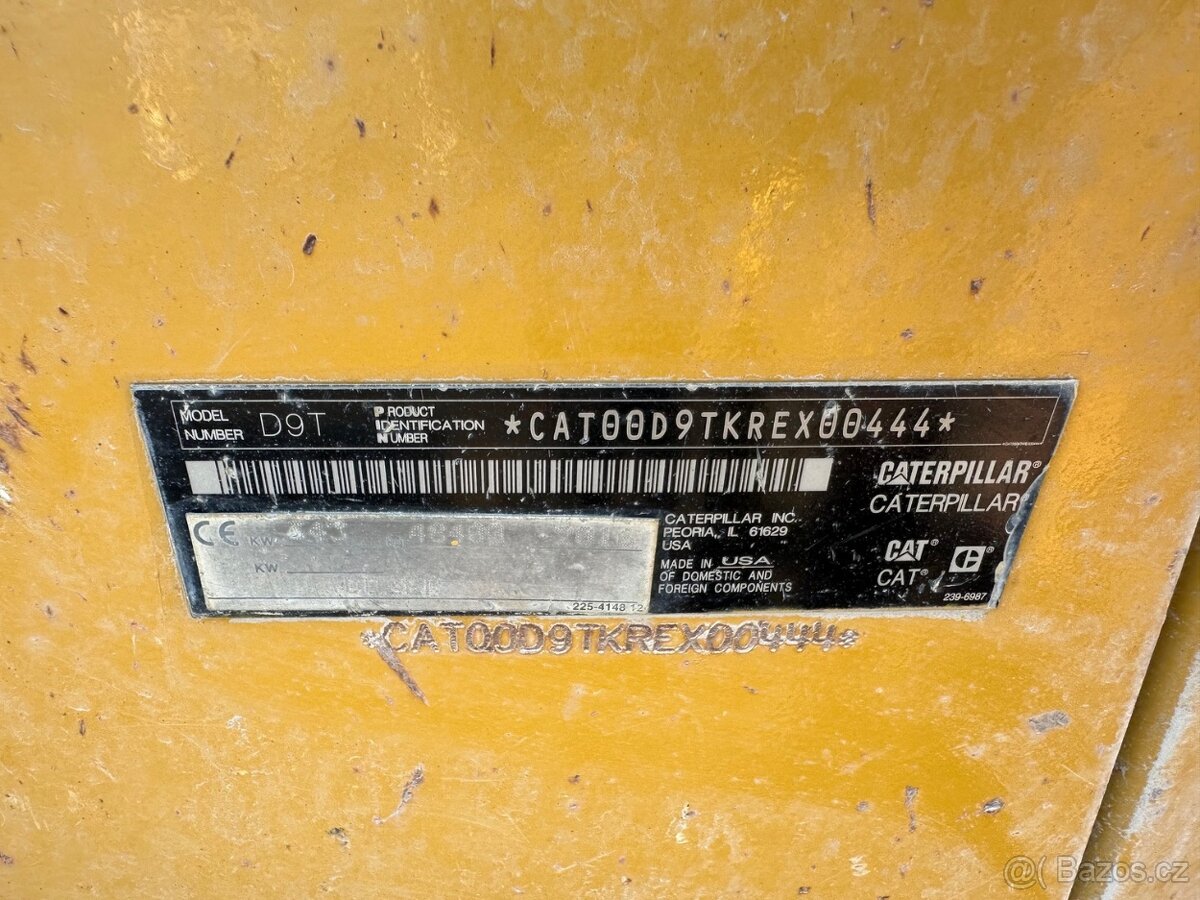 MODEL NUMBER D9T PRODUCT IDENTIFICATION NUMBER *CAT00D9TKREX00444*
CATERPILLAR®
CATERPILLAR
CE KW
KW
225-4148 12
CATERPILLAR INC.
PEORIA, IL 61629
USA
MADE IN USA
OF DOMESTIC AND
FOREIGN COMPONENTS
CAT®
CAT®
239-6987
*CAT00D9TKREX00444*
@( Bazos.cz